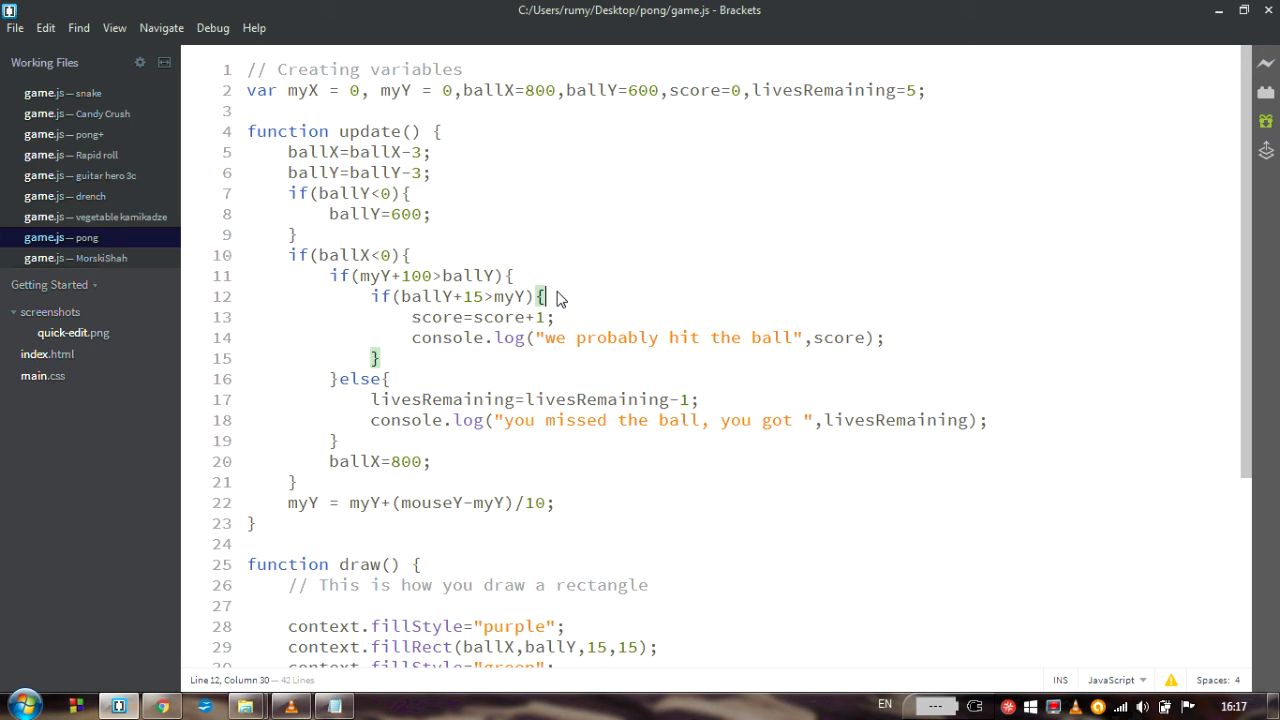 C:/Users/rumy/Desktop/pong/game.js - Brackets
File Edit Find View Navigate Debug Help
Working Files
game.js — snake
game.js — Candy Crush
game.js — pong+
game.js — Rapid roll
game.js — guitar hero 3c
game.js — drench
game.js — vegetable kamikadze
game.js — pong
game.js — MorskiShah
Getting Started
screenshots
quick-edit.png
index.html
main.css
1 // Creating variables
2 var myX = 0, myY = 0,ballX=800,ballY=600,score=0,livesRemaining=5;
3
4 function update() {
5 ballX=ballX-3;
6 ballY=ballY-3;
7 if(ballY<0){
8 ballY=600;
9 }
10 if(ballX<0){
11 if(myY+100>ballY){
12 if(ballY+15>myY){
13 score=score+1;
14 console.log("we probably hit the ball",score);
15 }
16 }else{
17 livesRemaining=livesRemaining-1;
18 console.log("you missed the ball, you got ",livesRemaining);
19 }
20 ballX=800;
21 }
22 myY = myY+(mouseY-myY)/10;
23 }
24
25 function draw() {
26 // This is how you draw a rectangle
27
28 context.fillStyle="purple";
29 context.fillRect(ballX,ballY,15,15);
30 context.fillStyle="green";
Line 12, Column 30 — 42 Lines
INS JavaScript Spaces: 4
EN 16:17